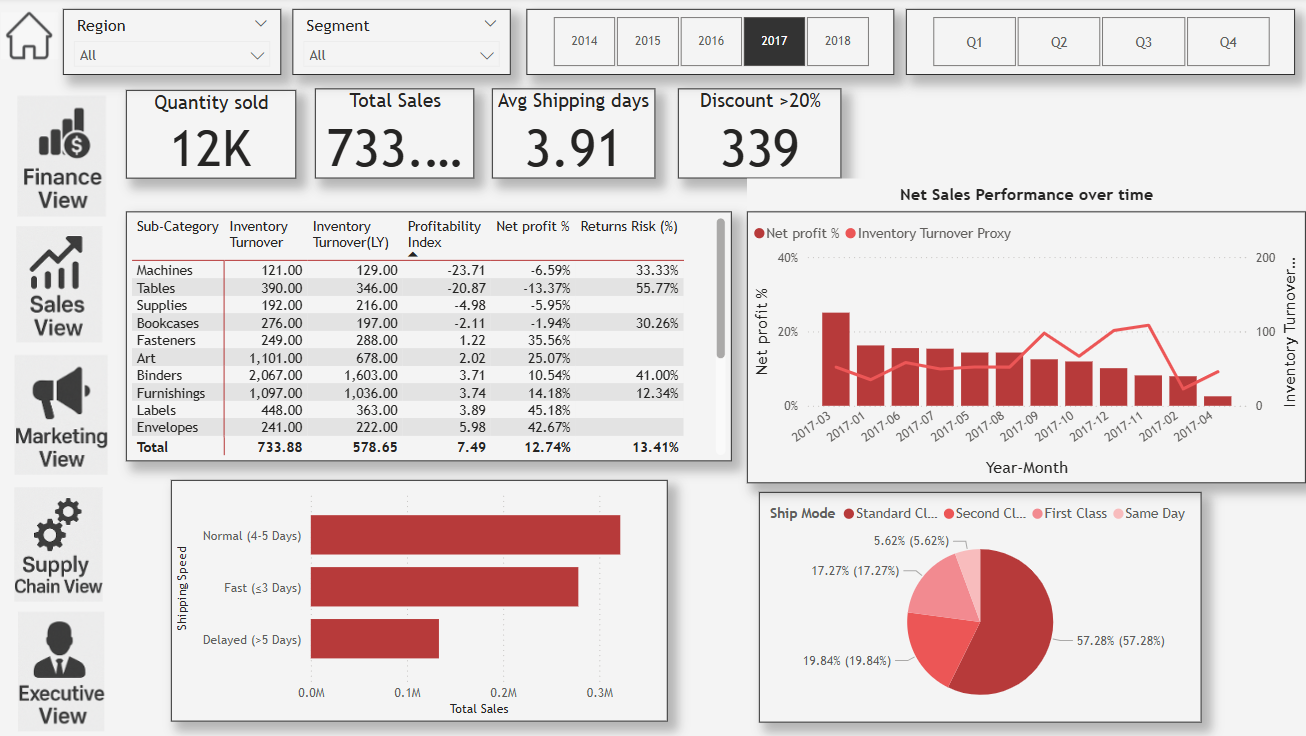 Region
All
Segment
All
2014 2015 2016 2017 2018
Q1 Q2 Q3 Q4
Finance
View
Sales
View
Marketing
View
Supply
Chain View
Executive
View
Quantity sold
12K
Total Sales
733....
Avg Shipping days
3.91
Discount >20%
339
Sub-Category Inventory Turnover Inventory Turnover(LY) Profitability Index Net profit % Returns Risk (%)
Machines 121.00 129.00 -23.71 -6.59% 33.33%
Tables 390.00 346.00 -20.87 -13.37% 55.77%
Supplies 192.00 216.00 -4.98 -5.95%
Bookcases 276.00 197.00 -2.11 -1.94% 30.26%
Fasteners 249.00 288.00 1.22 35.56%
Art 1,101.00 678.00 2.02 25.07%
Binders 2,067.00 1,603.00 3.71 10.54% 41.00%
Furnishings 1,097.00 1,036.00 3.74 14.18% 12.34%
Labels 448.00 363.00 3.89 45.18%
Envelopes 241.00 222.00 5.98 42.67%
Total 733.88 578.65 7.49 12.74% 13.41%
Net Sales Performance over time
Net profit % Inventory Turnover Proxy
40% 200
20% 100
0% 0
Net profit %
Inventory Turnover...
2017-03 2017-01 2017-06 2017-07 2017-05 2017-08 2017-09 2017-10 2017-12 2017-11 2017-02 2017-04
Year-Month
Shipping Speed
Normal (4-5 Days)
Fast (≤3 Days)
Delayed (>5 Days)
0.0M 0.1M 0.2M 0.3M
Total Sales
Ship Mode Standard Cl... Second Cl... First Class Same Day
5.62% (5.62%)
17.27% (17.27%)
19.84% (19.84%)
57.28% (57.28%)